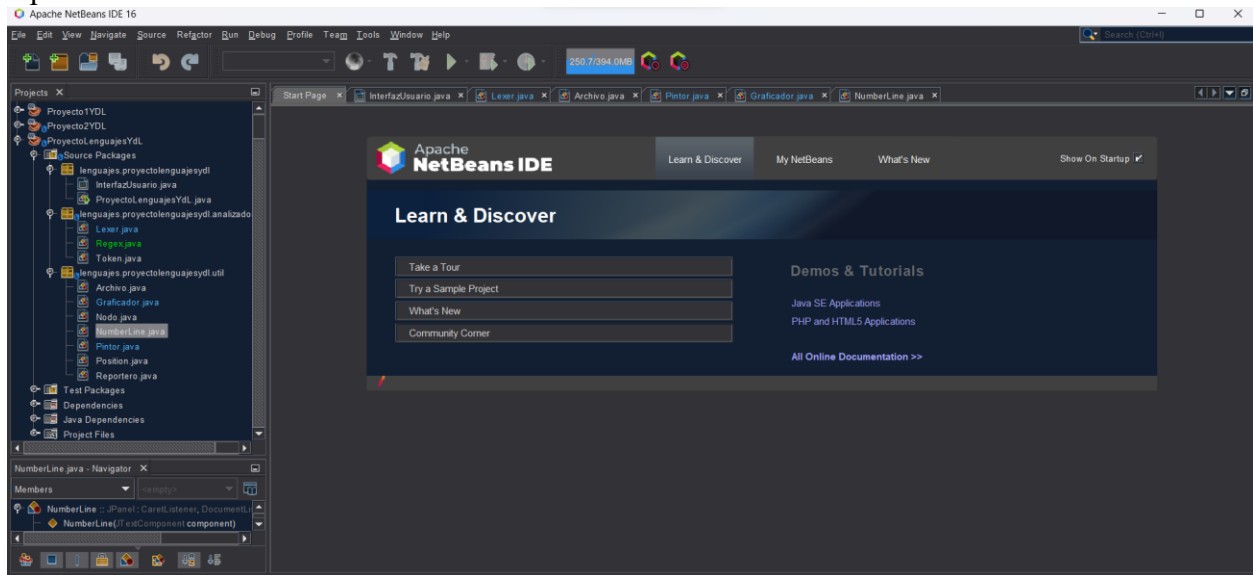 Apache NetBeans IDE 16
File Edit View Navigate Source Refactor Run Debug Profile Team Tools Window Help
Search (Ctrl+I)
250.7/394.0MB
Projects
Start Page InterfazUsuario.java Lexer.java Archivo.java Pintor.java Graficador.java NumberLine.java
Proyecto1YDL
Proyecto2YDL
ProyectoLenguajesYdL
Source Packages
lenguajes.proyectolenguajesydl
InterfazUsuario.java
ProyectoLenguajesYdL.java
lenguajes.proyectolenguajesydl.analizado
Lexer.java
Regex.java
Token.java
lenguajes.proyectolenguajesydl.util
Archivo.java
Graficador.java
Nodo.java
NumberLine.java
Pintor.java
Position.java
Reportero.java
Test Packages
Dependencies
Java Dependencies
Project Files
Apache
NetBeans IDE
Learn & Discover My NetBeans What's New Show On Startup
Learn & Discover
Take a Tour
Try a Sample Project
What's New
Community Corner
Demos & Tutorials
Java SE Applications
PHP and HTML5 Applications
All Online Documentation >>
NumberLine.java - Navigator
Members <empty>
NumberLine :: JPanel : CaretListener, DocumentLi
NumberLine(JTextComponent component)